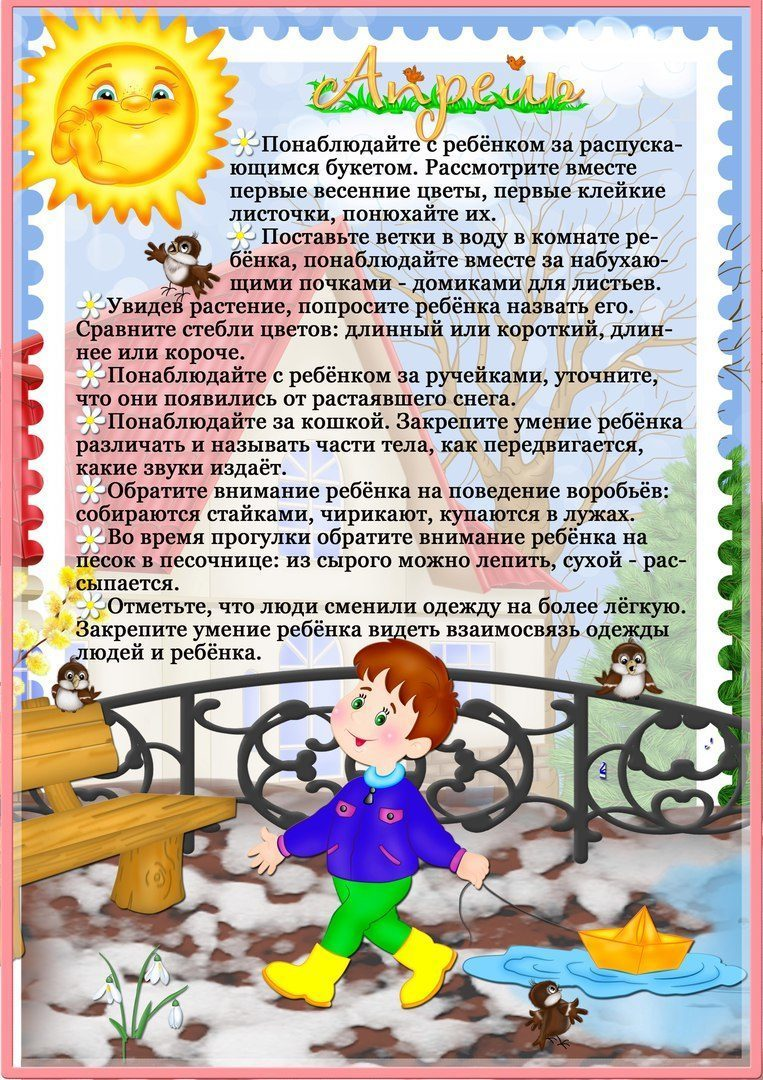 Апрель
Понаблюдайте с ребёнком за распуска-
ющимся букетом. Рассмотрите вместе
первые весенние цветы, первые клейкие
листочки, понюхайте их.
Поставьте ветки в воду в комнате ре-
бёнка, понаблюдайте вместе за набухаю-
щими почками - домиками для листьев.
Увидев растение, попросите ребёнка назвать его.
Сравните стебли цветов: длинный или короткий, длин-
нее или короче.
Понаблюдайте с ребёнком за ручейками, уточните,
что они появились от растаявшего снега.
Понаблюдайте за кошкой. Закрепите умение ребёнка
различать и называть части тела, как передвигается,
какие звуки издаёт.
Обратите внимание ребёнка на поведение воробьёв:
собираются стайками, чирикают, купаются в лужах.
Во время прогулки обратите внимание ребёнка на
песок в песочнице: из сырого можно лепить, сухой - рас-
сыпается.
Отметьте, что люди сменили одежду на более лёгкую.
Закрепите умение ребёнка видеть взаимосвязь одежды
людей и ребёнка.